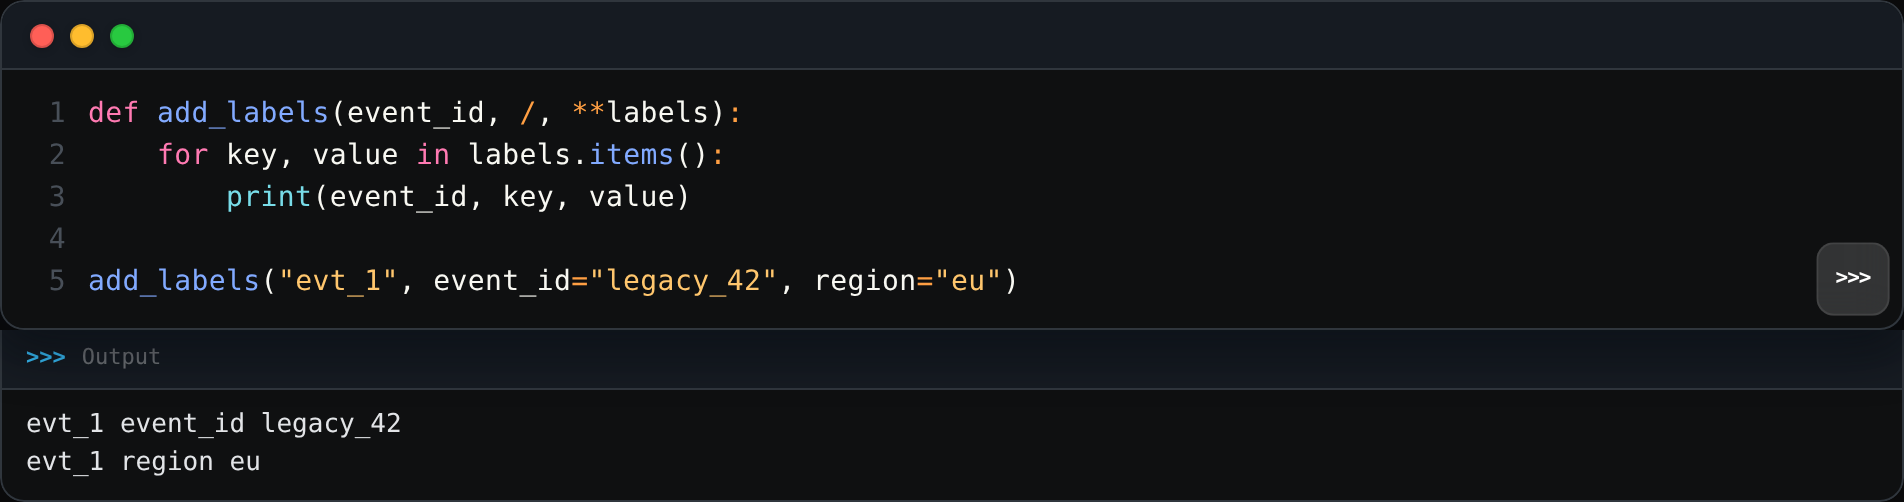 1 def add_labels(event_id, /, **labels):
2     for key, value in labels.items():
3         print(event_id, key, value)
4
5 add_labels("evt_1", event_id="legacy_42", region="eu")
>>>
>>> Output
evt_1 event_id legacy_42
evt_1 region eu